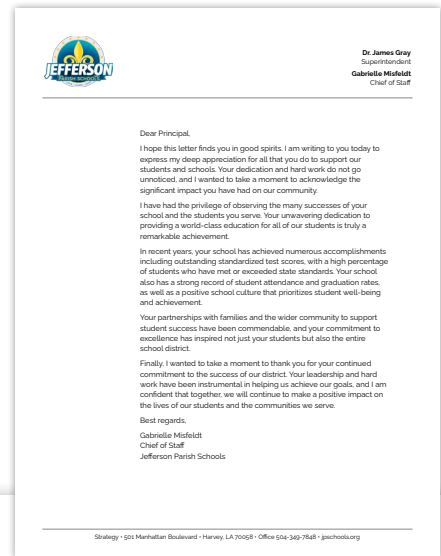 JEFFERSON
PARISH SCHOOLS
Dr. James Gray
Superintendent
Gabrielle Misfeldt
Chief of Staff
Dear Principal,
I hope this letter finds you in good spirits. I am writing to you today to
express my deep appreciation for all that you do to support our
students and schools. Your dedication and hard work do not go
unnoticed, and I wanted to take a moment to acknowledge the
significant impact you have had on our community.
I have had the privilege of observing the many successes of your
school and the students you serve. Your unwavering dedication to
providing a world-class education for all of our students is truly a
remarkable achievement.
In recent years, your school has achieved numerous accomplishments
including outstanding standardized test scores, with a high percentage
of students who have met or exceeded state standards. Your school
also has a strong record of student attendance and graduation rates,
as well as a positive school culture that prioritizes student well-being
and achievement.
Your partnerships with families and the wider community to support
student success have been commendable, and your commitment to
excellence has inspired not just your students but also the entire
school district.
Finally, I wanted to take a moment to thank you for your continued
commitment to the success of our district. Your leadership and hard
work have been instrumental in helping us achieve our goals, and I am
confident that together, we will continue to make a positive impact on
the lives of our students and the communities we serve.
Best regards,
Gabrielle Misfeldt
Chief of Staff
Jefferson Parish Schools
Strategy • 501 Manhattan Boulevard • Harvey, LA 70058 • Office 504-349-7848 • jpschools.org